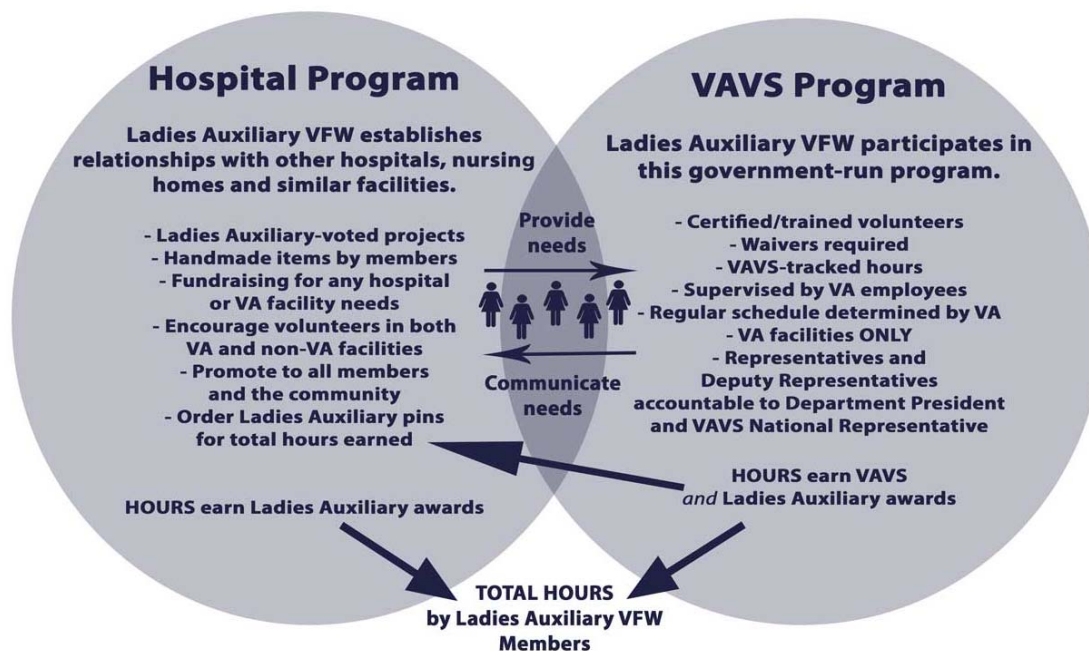 Hospital Program
Ladies Auxiliary VFW establishes
relationships with other hospitals, nursing
homes and similar facilities.
- Ladies Auxiliary-voted projects
- Handmade items by members
- Fundraising for any hospital
or VA facility needs
- Encourage volunteers in both
VA and non-VA facilities
- Promote to all members
and the community
- Order Ladies Auxiliary pins
for total hours earned
HOURS earn Ladies Auxiliary awards
Provide
needs
Communicate
needs
VAVS Program
Ladies Auxiliary VFW participates in
this government-run program.
- Certified/trained volunteers
- Waivers required
- VAVS-tracked hours
- Supervised by VA employees
- Regular schedule determined by VA
- VA facilities ONLY
- Representatives and
Deputy Representatives
accountable to Department President
and VAVS National Representative
HOURS earn VAVS
and Ladies Auxiliary awards
TOTAL HOURS
by Ladies Auxiliary VFW
Members